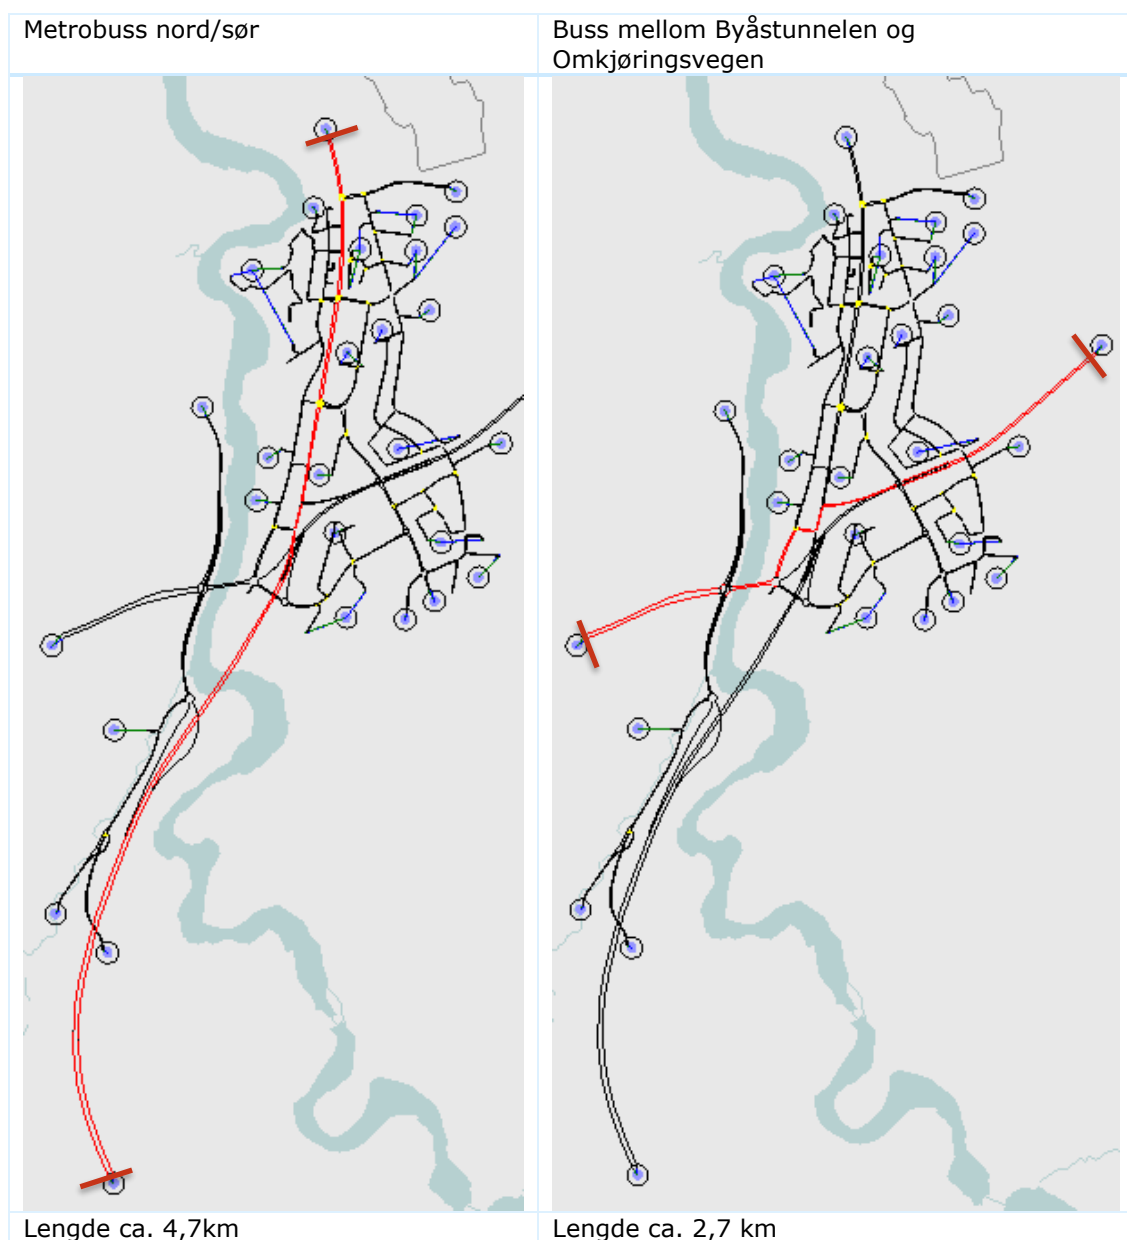 Metrobuss nord/sør
Buss mellom Byåstunnelen og
Omkjøringsvegen
Lengde ca. 4,7km
Lengde ca. 2,7 km